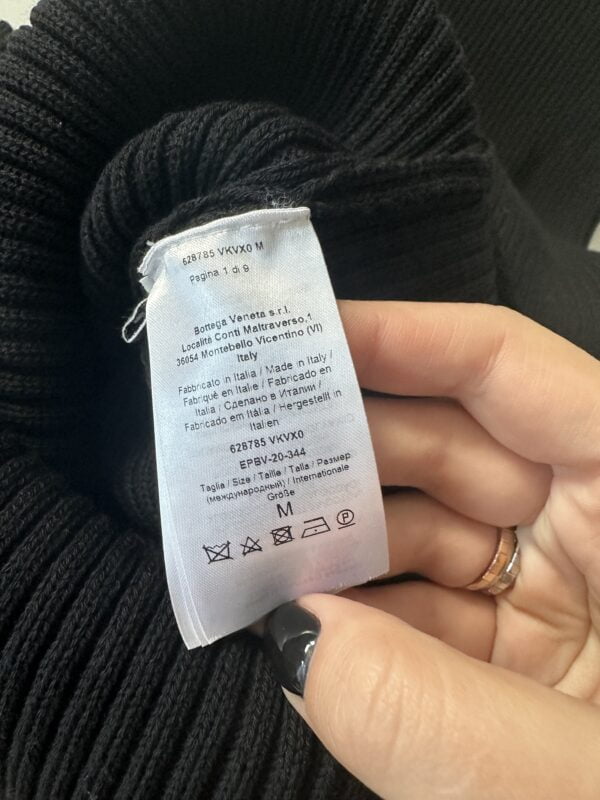 628785 VKVX0 M
Pagina 1 di 9
Bottega Veneta s.r.l.
Località Conti Maltraverso,1
36054 Montebello Vicentino (VI)
Italy
Fabbricato in Italia / Made in Italy /
Fabriqué en Italie / Fabricado en
Italia / Сделано в Италии /
Fabricado em Itália / Hergestellt in
Italien
628785 VKVX0
EPBV-20-344
Taglia / Size / Taille / Talla / Размер
(международный) / Internationale
Größe
M
P